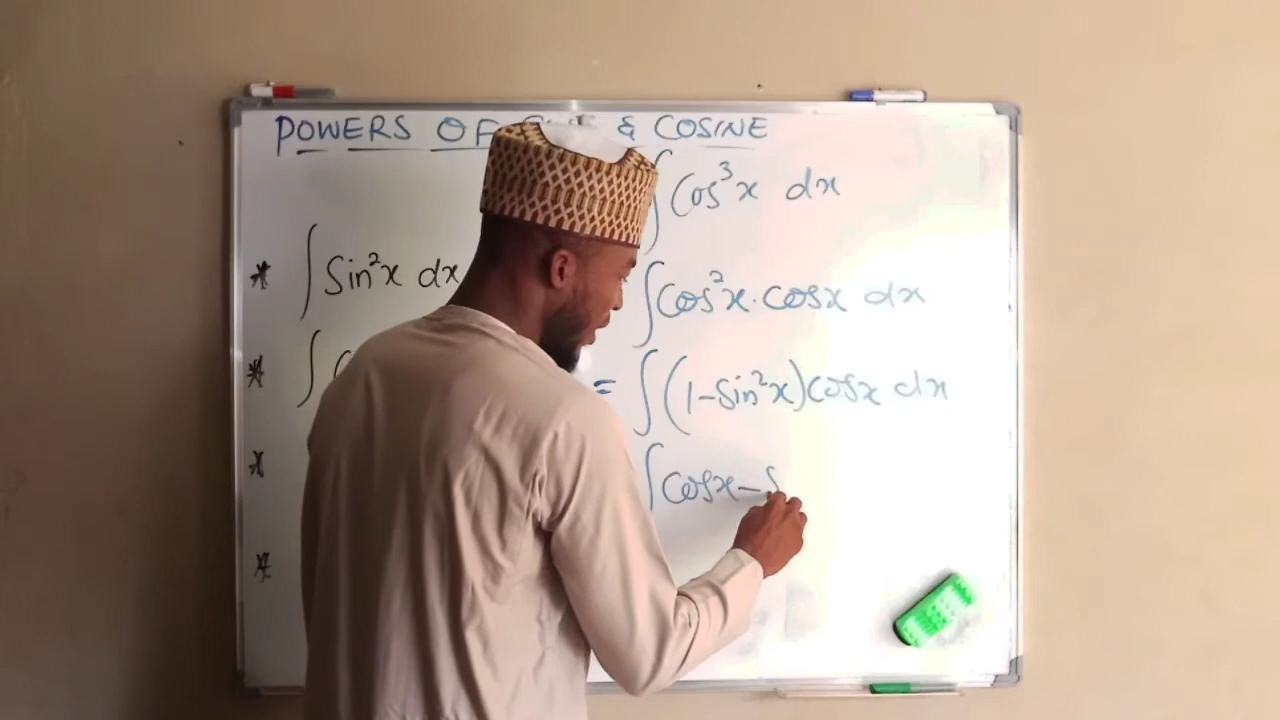 POWERS OF & COSINE
∫Cos³x dx
* ∫Sin²x dx
∫Cos²x·Cosx dx
* ∫
= ∫(1-Sin²x)Cosx dx
*
∫Cosx-
*